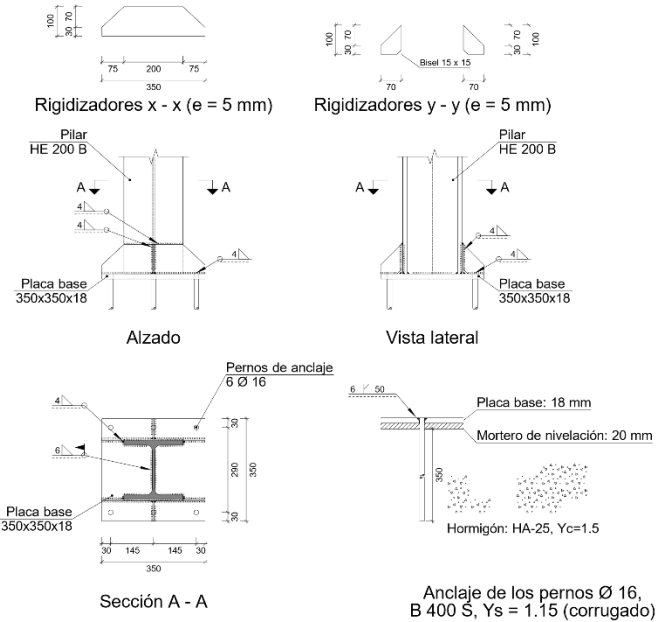 100
30 70
75
200
75
350
Rigidizadores x - x (e = 5 mm)
100
30 70
30 70
100
Bisel 15 x 15
70
70
Rigidizadores y - y (e = 5 mm)
Pilar
HE 200 B
A
A
4
4
4
Placa base
350x350x18
Alzado
Pilar
HE 200 B
A
A
4
4
Placa base
350x350x18
Vista lateral
Pernos de anclaje
6 Ø 16
4
6
Placa base
350x350x18
30
290
30
350
30
145
145
30
350
Sección A - A
6
50
Placa base: 18 mm
Mortero de nivelación: 20 mm
350
Hormigón: HA-25, Yc=1.5
Anclaje de los pernos Ø 16,
B 400 S, Ys = 1.15 (corrugado)